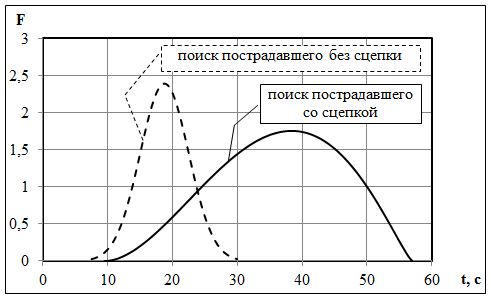 F
3
2,5
2
1,5
1
0,5
0
поиск пострадавшего без сцепки
поиск пострадавшего
со сцепкой
0 10 20 30 40 50 60 t, с